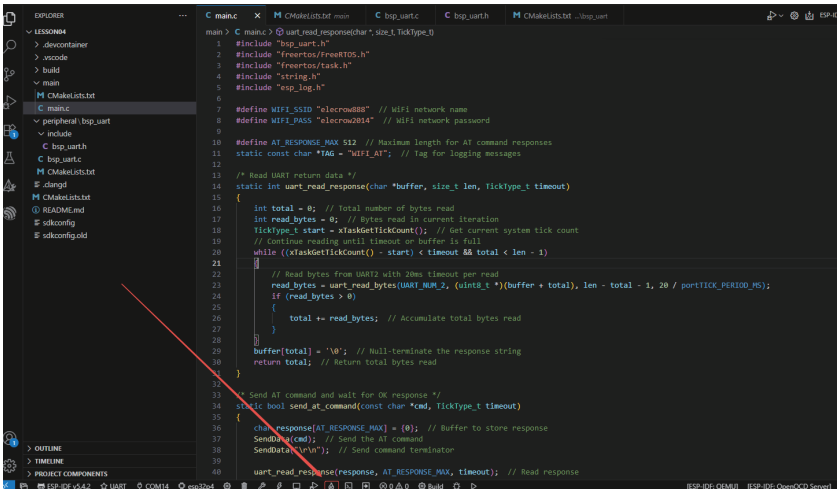 EXPLORER
LESSON04
.devcontainer
.vscode
build
main
CMakeLists.txt
main.c
peripheral \ bsp_uart
include
bsp_uart.h
bsp_uart.c
.clangd
CMakeLists.txt
README.md
sdkconfig
sdkconfig.old
OUTLINE
TIMELINE
PROJECT COMPONENTS
main.c
CMakeLists.txt main
bsp_uart.c
bsp_uart.h
CMakeLists.txt ...\bsp_uart
ESP-ID
main > C main.c > uart_read_response(char *, size_t, TickType_t)
1 #include "bsp_uart.h"
2 #include "freertos/FreeRTOS.h"
3 #include "freertos/task.h"
4 #include "string.h"
5 #include "esp_log.h"
6
7 #define WIFI_SSID "elecrow888" // WiFi network name
8 #define WIFI_PASS "elecrow2014" // WiFi network password
9
10 #define AT_RESPONSE_MAX 512 // Maximum length for AT command responses
11 static const char *TAG = "WIFI_AT"; // Tag for logging messages
12
13 /* Read UART return data */
14 static int uart_read_response(char *buffer, size_t len, TickType_t timeout)
15 {
16 int total = 0; // Total number of bytes read
17 int read_bytes = 0; // Bytes read in current iteration
18 TickType_t start = xTaskGetTickCount(); // Get current system tick count
19 // Continue reading until timeout or buffer is full
20 while ((xTaskGetTickCount() - start) < timeout && total < len - 1)
21 {
22 // Read bytes from UART2 with 20ms timeout per read
23 read_bytes = uart_read_bytes(UART_NUM_2, (uint8_t *)(buffer + total), len - total - 1, 20 / portTICK_PERIOD_MS);
24 if (read_bytes > 0)
25 {
26 total += read_bytes; // Accumulate total bytes read
27 }
28 }
29 buffer[total] = '\0'; // Null-terminate the response string
30 return total; // Return total bytes read
31 }
32
33 /* Send AT command and wait for OK response */
34 static bool send_at_command(const char *cmd, TickType_t timeout)
35 {
36 char response[AT_RESPONSE_MAX] = {0}; // Buffer to store response
37 SendData(cmd); // Send the AT command
38 SendData("\r\n"); // Send command terminator
39
40 uart_read_response(response, AT_RESPONSE_MAX, timeout); // Read response
ESP-IDF v5.4.2 UART COM14 esp32p4 0 0 0 Build [ESP-IDF: QEMU] [ESP-IDF: OpenOCD Server]